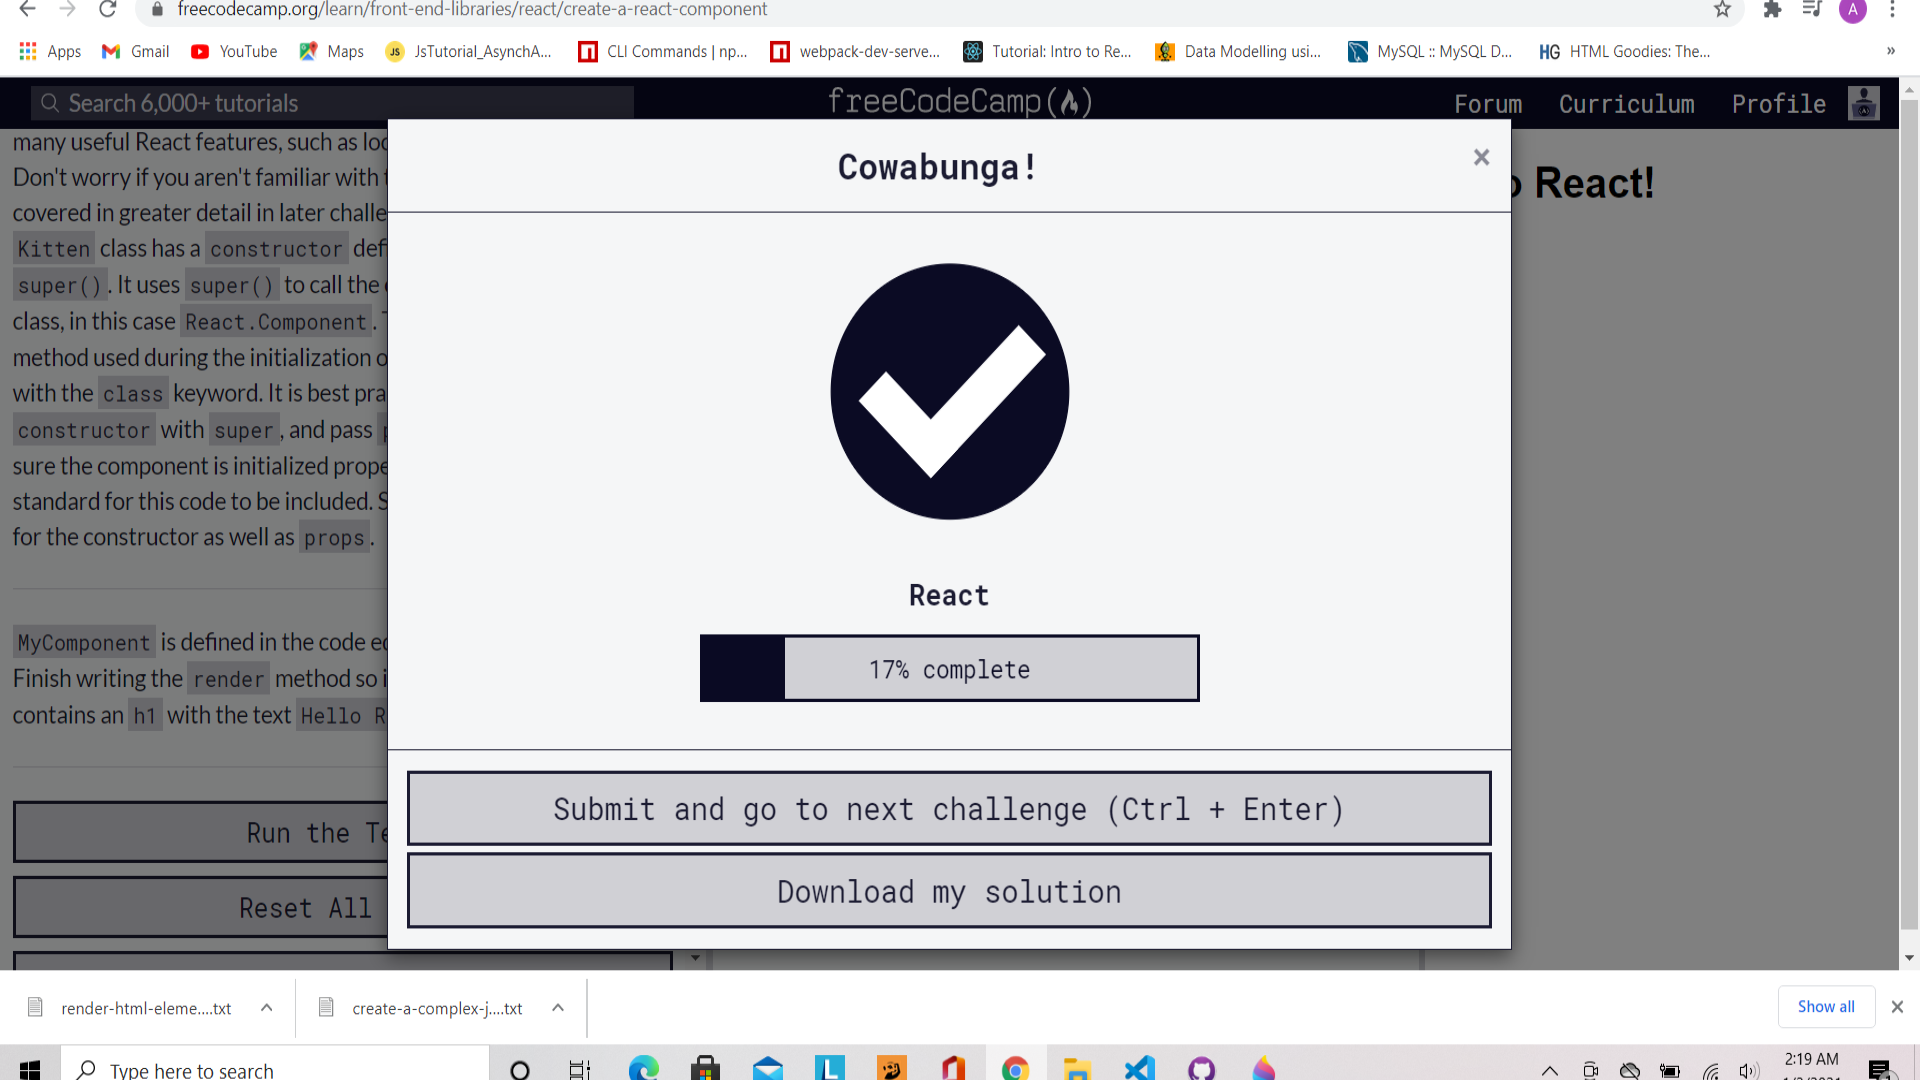 freecodecamp.org/learn/front-end-libraries/react/create-a-react-component
A
Apps
Gmail
YouTube
Maps
JS
JsTutorial_AsynchA...
CLI Commands | np...
webpack-dev-serve...
Tutorial: Intro to Re...
Data Modelling usi...
MySQL :: MySQL D...
HG
HTML Goodies: The...
»
Search 6,000+ tutorials
freeCodeCamp
Forum
Curriculum
Profile
many useful React features, such as loc
Don't worry if you aren't familiar with t
covered in greater detail in later challe
Kitten class has a constructor def
super(). It uses super() to call the
class, in this case React.Component.
method used during the initialization o
with the class keyword. It is best pra
constructor with super, and pass
sure the component is initialized prope
standard for this code to be included. S
for the constructor as well as props.
MyComponent is defined in the code ed
Finish writing the render method so i
contains an h1 with the text Hello R
Run the Te
Reset All
Cowabunga!
×
React
17% complete
Submit and go to next challenge (Ctrl + Enter)
Download my solution
o React!
render-html-eleme....txt
create-a-complex-j....txt
Show all
Type here to search
L
2:19 AM